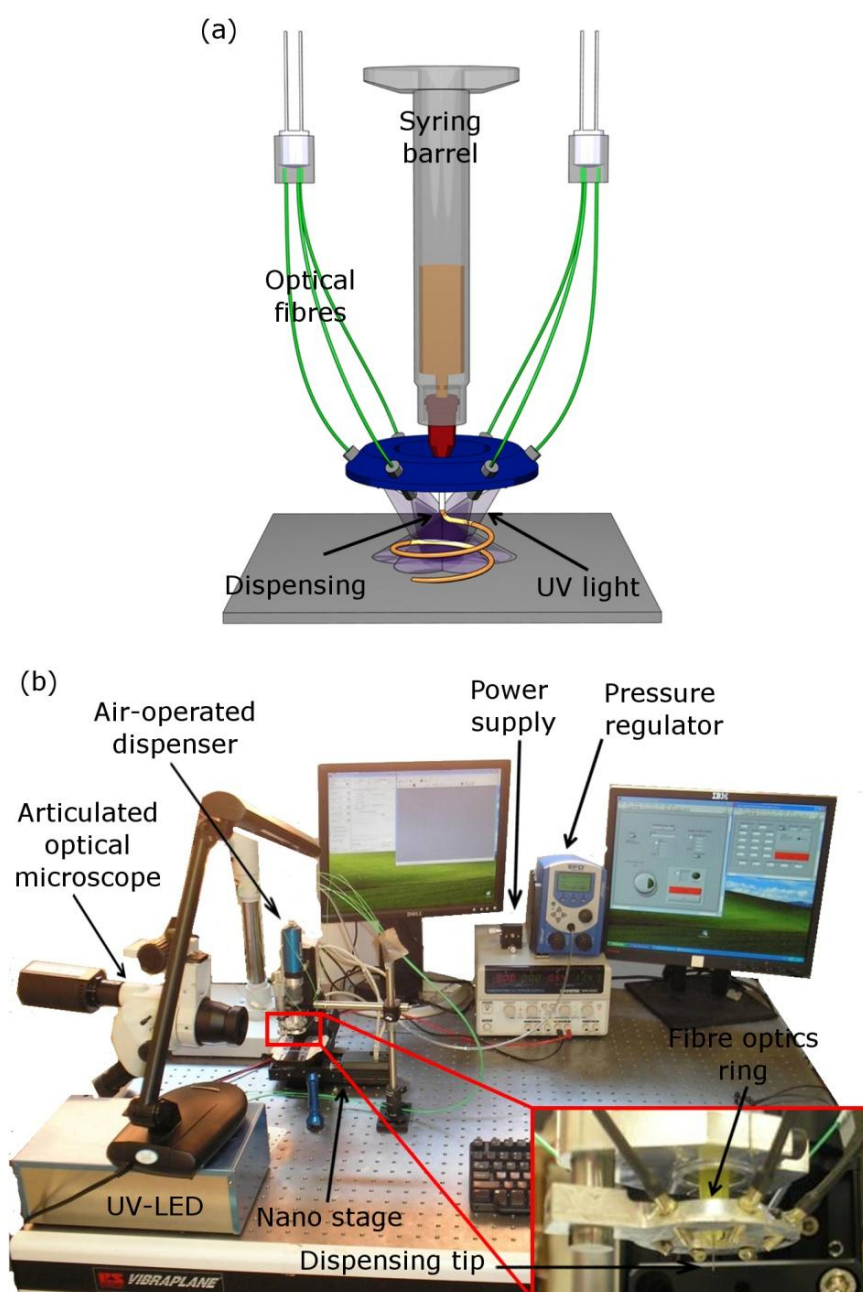 (a)
Syring
barrel
Optical
fibres
Dispensing
UV light
(b)
Power
supply
Pressure
regulator
Air-operated
dispenser
Articulated
optical
microscope
IBM
EFD
DELL
Fibre optics
ring
UV-LED
Nano stage
Dispensing tip
VIBRAPLANE